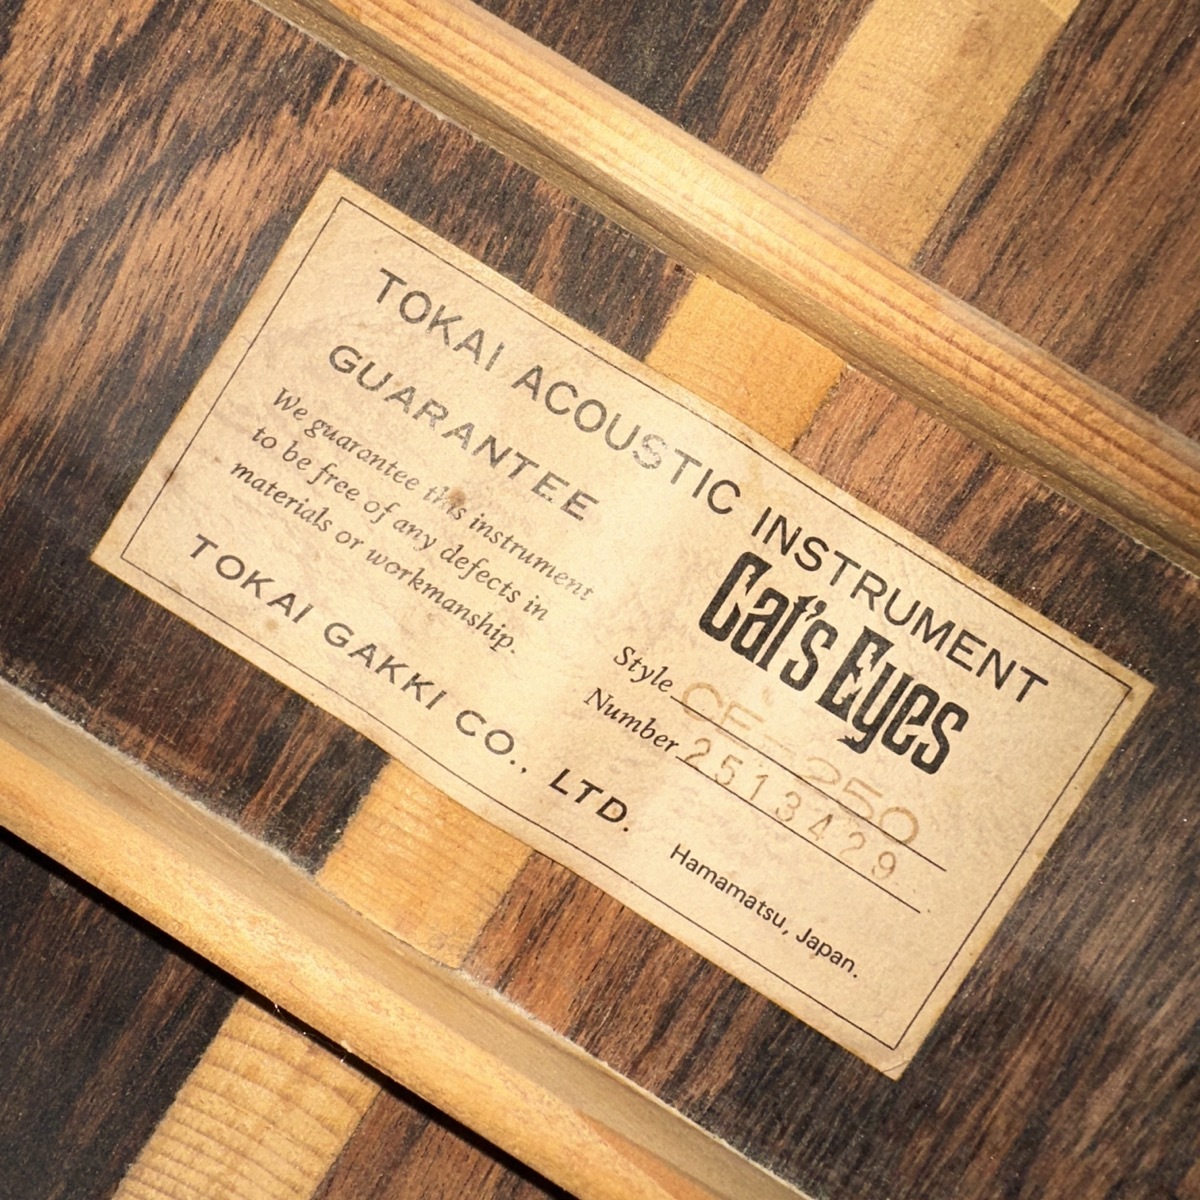 TOKAI ACOUSTIC INSTRUMENT
GUARANTEE
We guarantee this instrument
to be free of any defects in
materials or workmanship.
Cat's Eyes
Style CE-250
Number 2513429
TOKAI GAKKI CO., LTD. Hamamatsu, Japan.